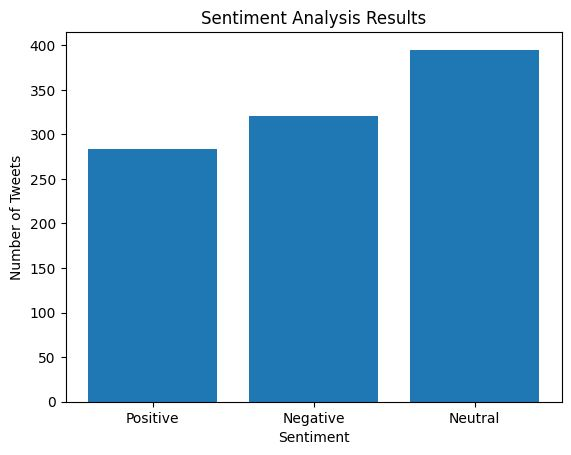 Sentiment Analysis Results
400
350
300
250
200
150
100
50
0
Number of Tweets
Positive Negative Neutral
Sentiment